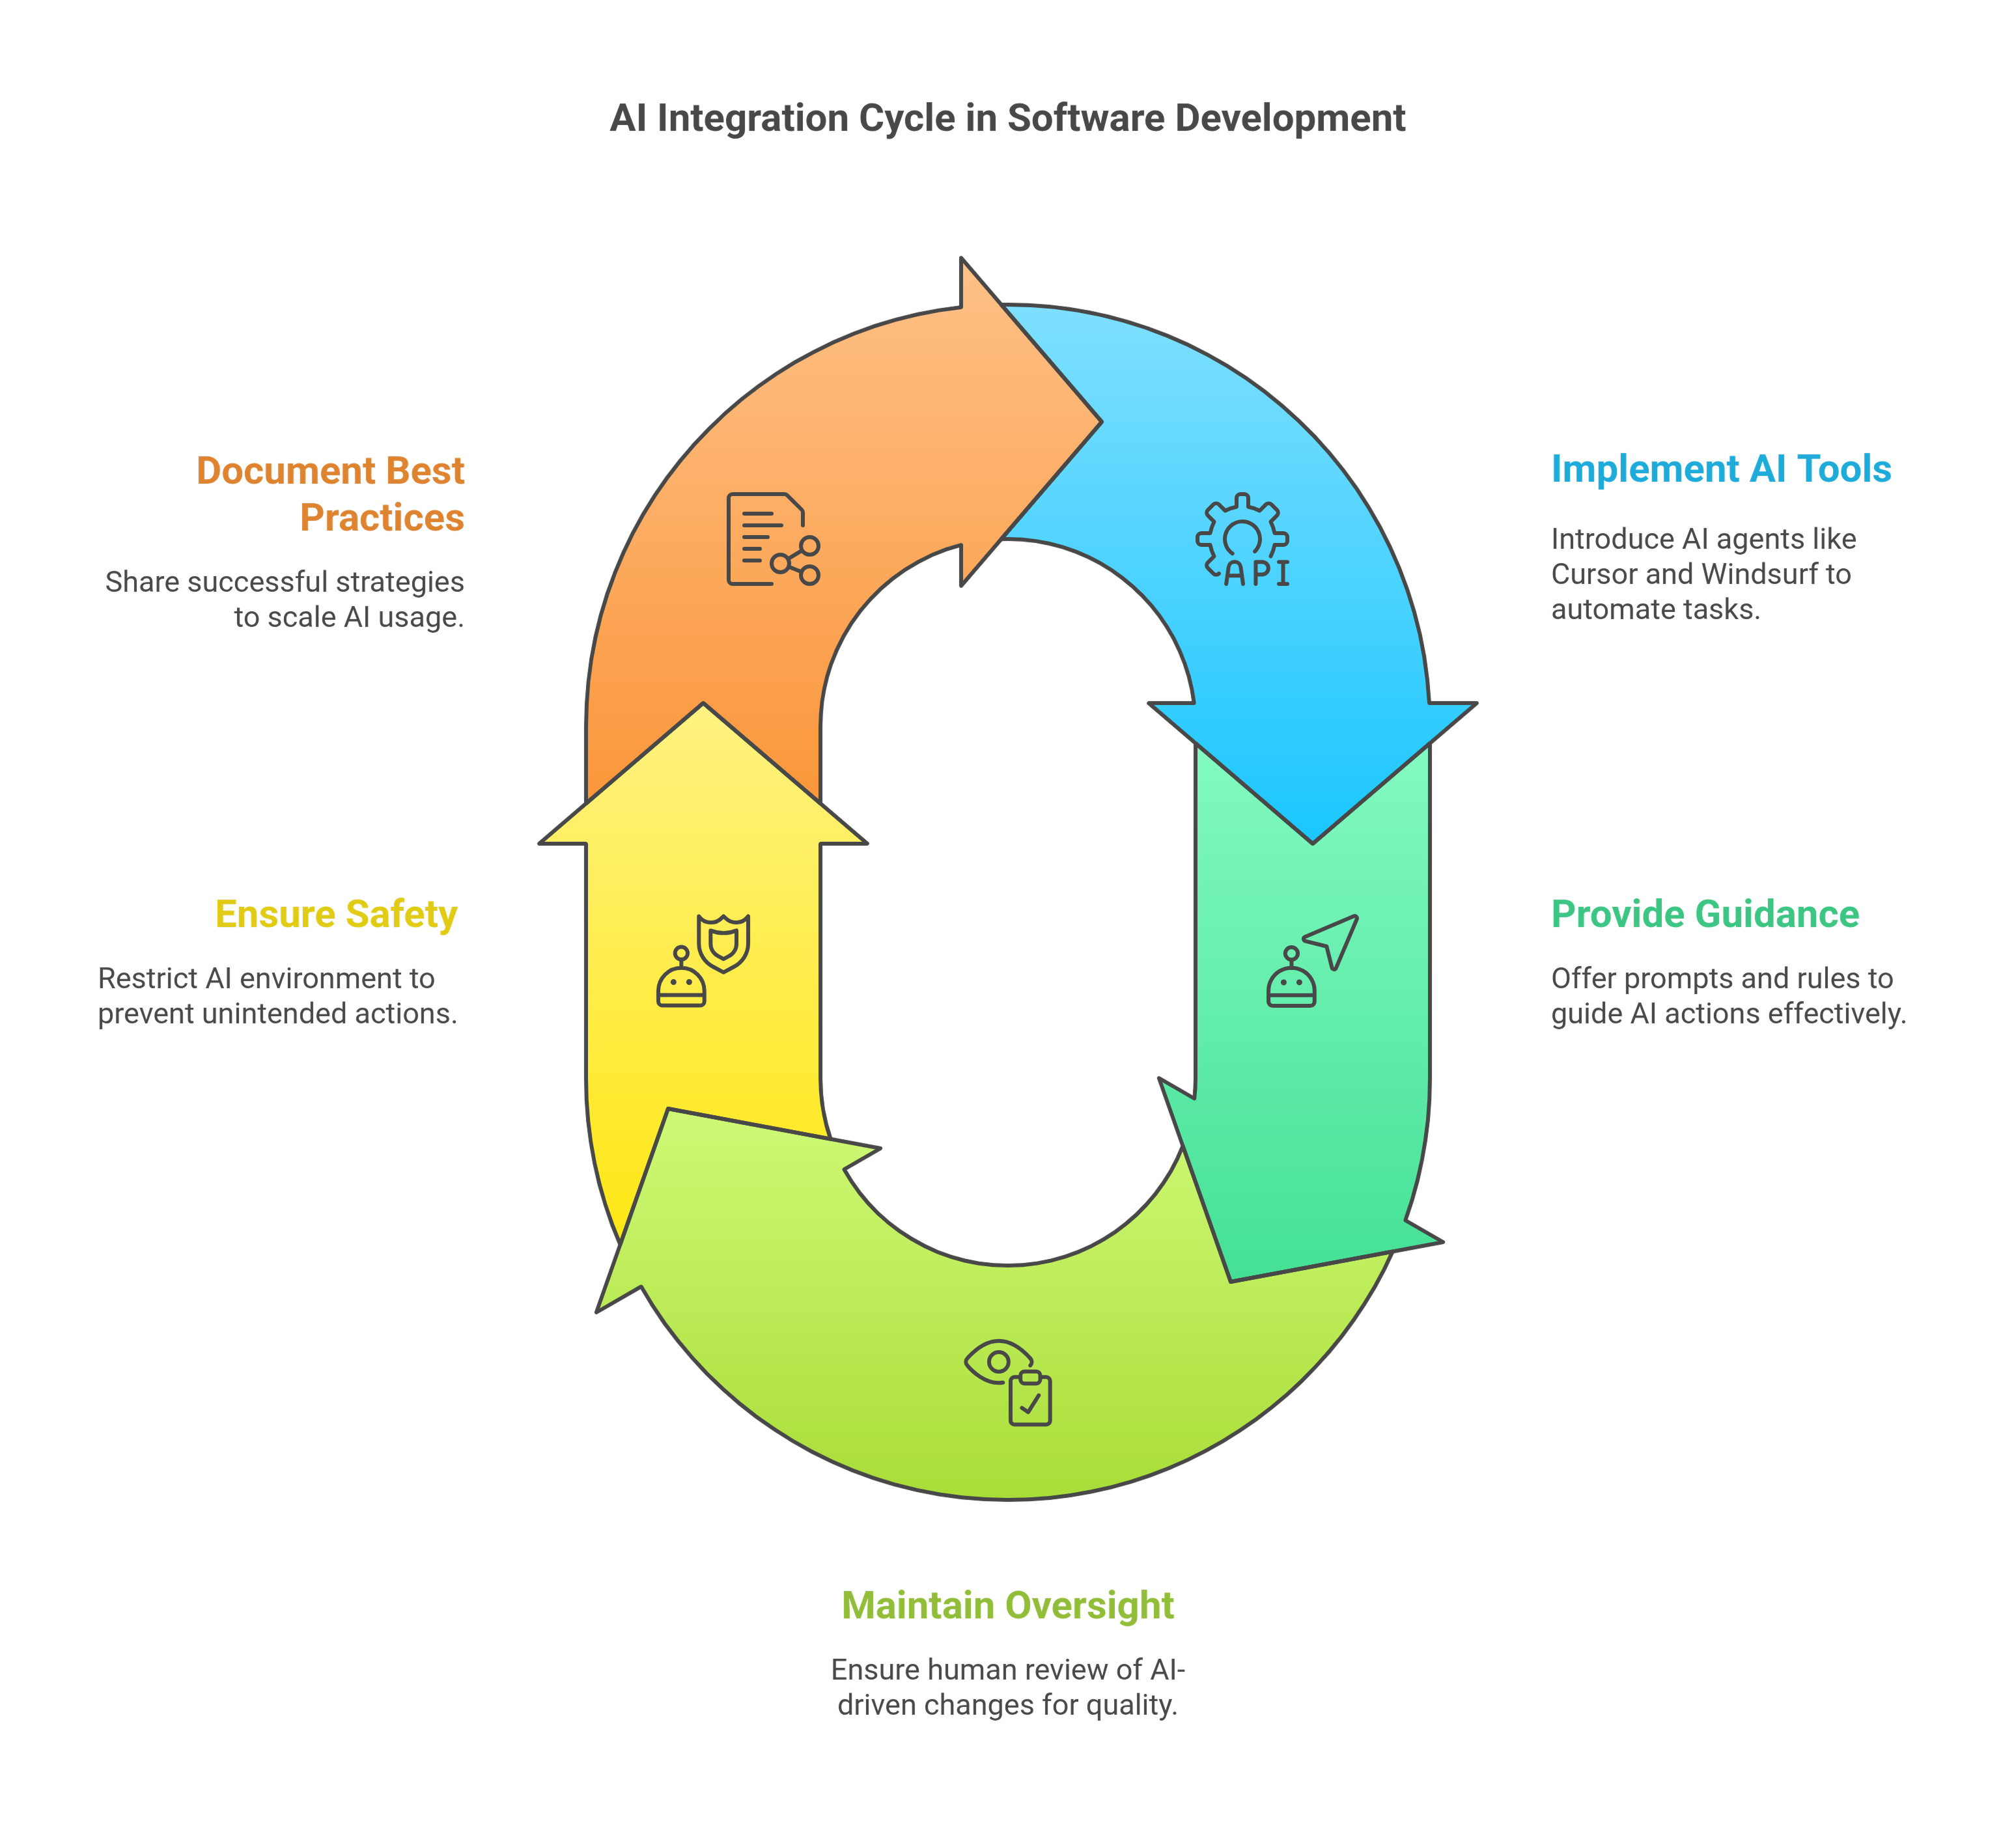 AI Integration Cycle in Software Development
Document Best
Practices
Share successful strategies
to scale AI usage.
Implement AI Tools
Introduce AI agents like
Cursor and Windsurf to
automate tasks.
API
Ensure Safety
Restrict AI environment to
prevent unintended actions.
Provide Guidance
Offer prompts and rules to
guide AI actions effectively.
Maintain Oversight
Ensure human review of AI-
driven changes for quality.